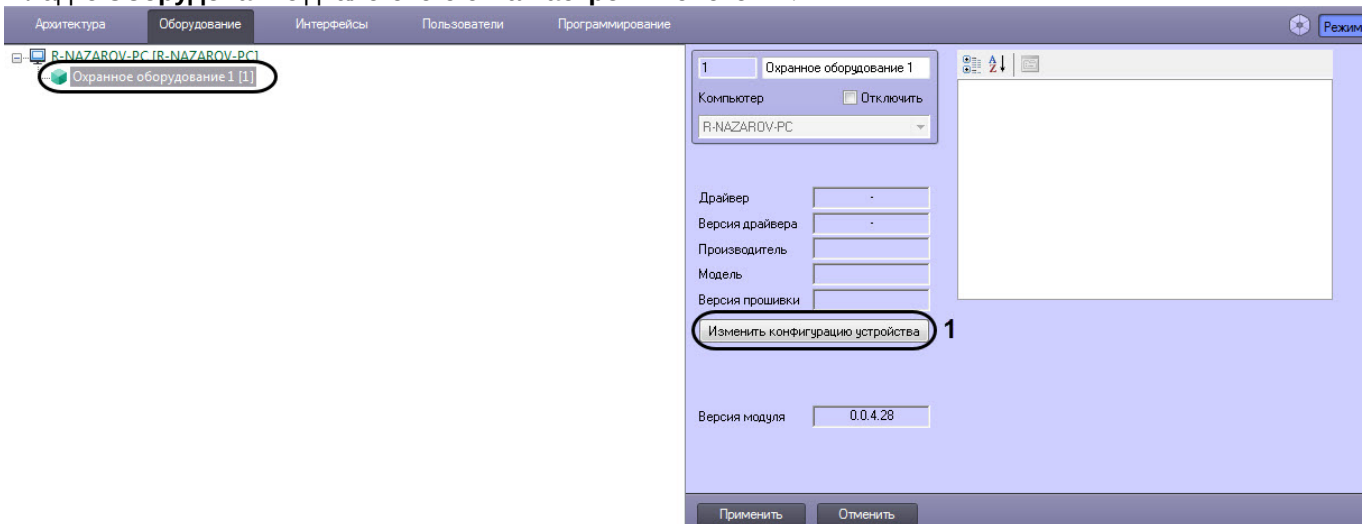 Архитектура Оборудование Интерфейсы Пользователи Программирование Режим
R-NAZAROV-PC [R-NAZAROV-PC]
Охранное оборудование 1 [1]
1 Охранное оборудование 1
Компьютер Отключить
R-NAZAROV-PC
Драйвер -
Версия драйвера -
Производитель
Модель
Версия прошивки
Изменить конфигурацию устройства 1
Версия модуля 0.0.4.28
Применить Отменить